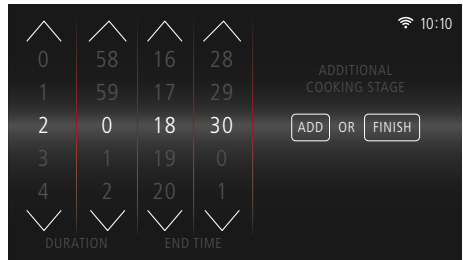 10:10
0 58 16 28
1 59 17 29
2 0 18 30
3 1 19 0
4 2 20 1
DURATION END TIME
ADDITIONAL
COOKING STAGE
ADD OR FINISH